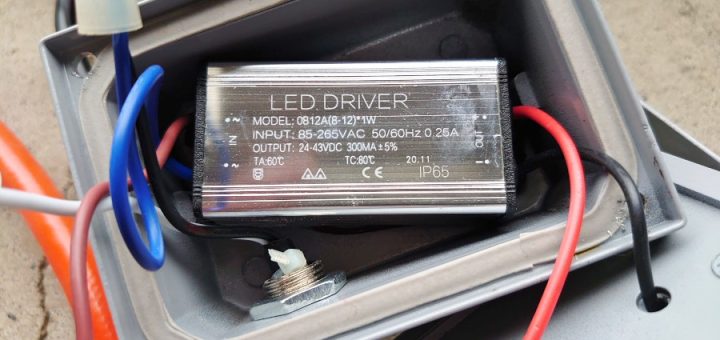 LED DRIVER
MODEL: 0812A(8-12)*1W
INPUT: 85-265VAC 50/60Hz 0.25A
OUTPUT: 24-43VDC 300MA±5%
TA:60℃ TC:80℃ 20.11
CE IP65
~ IN ~
+ OUT -